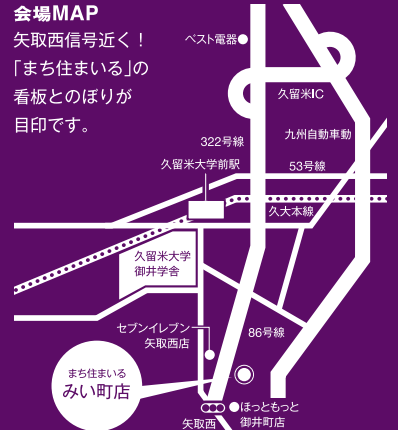 会場MAP
矢取西信号近く！
「まち住まいる」の
看板とのぼりが
目印です。
ベスト電器
久留米IC
九州自動車動
322号線
久留米大学前駅
53号線
久大本線
久留米大学
御井学舎
セブンイレブン
矢取西店
86号線
まち住まいる
みい町店
ほっともっと
御井町店
矢取西